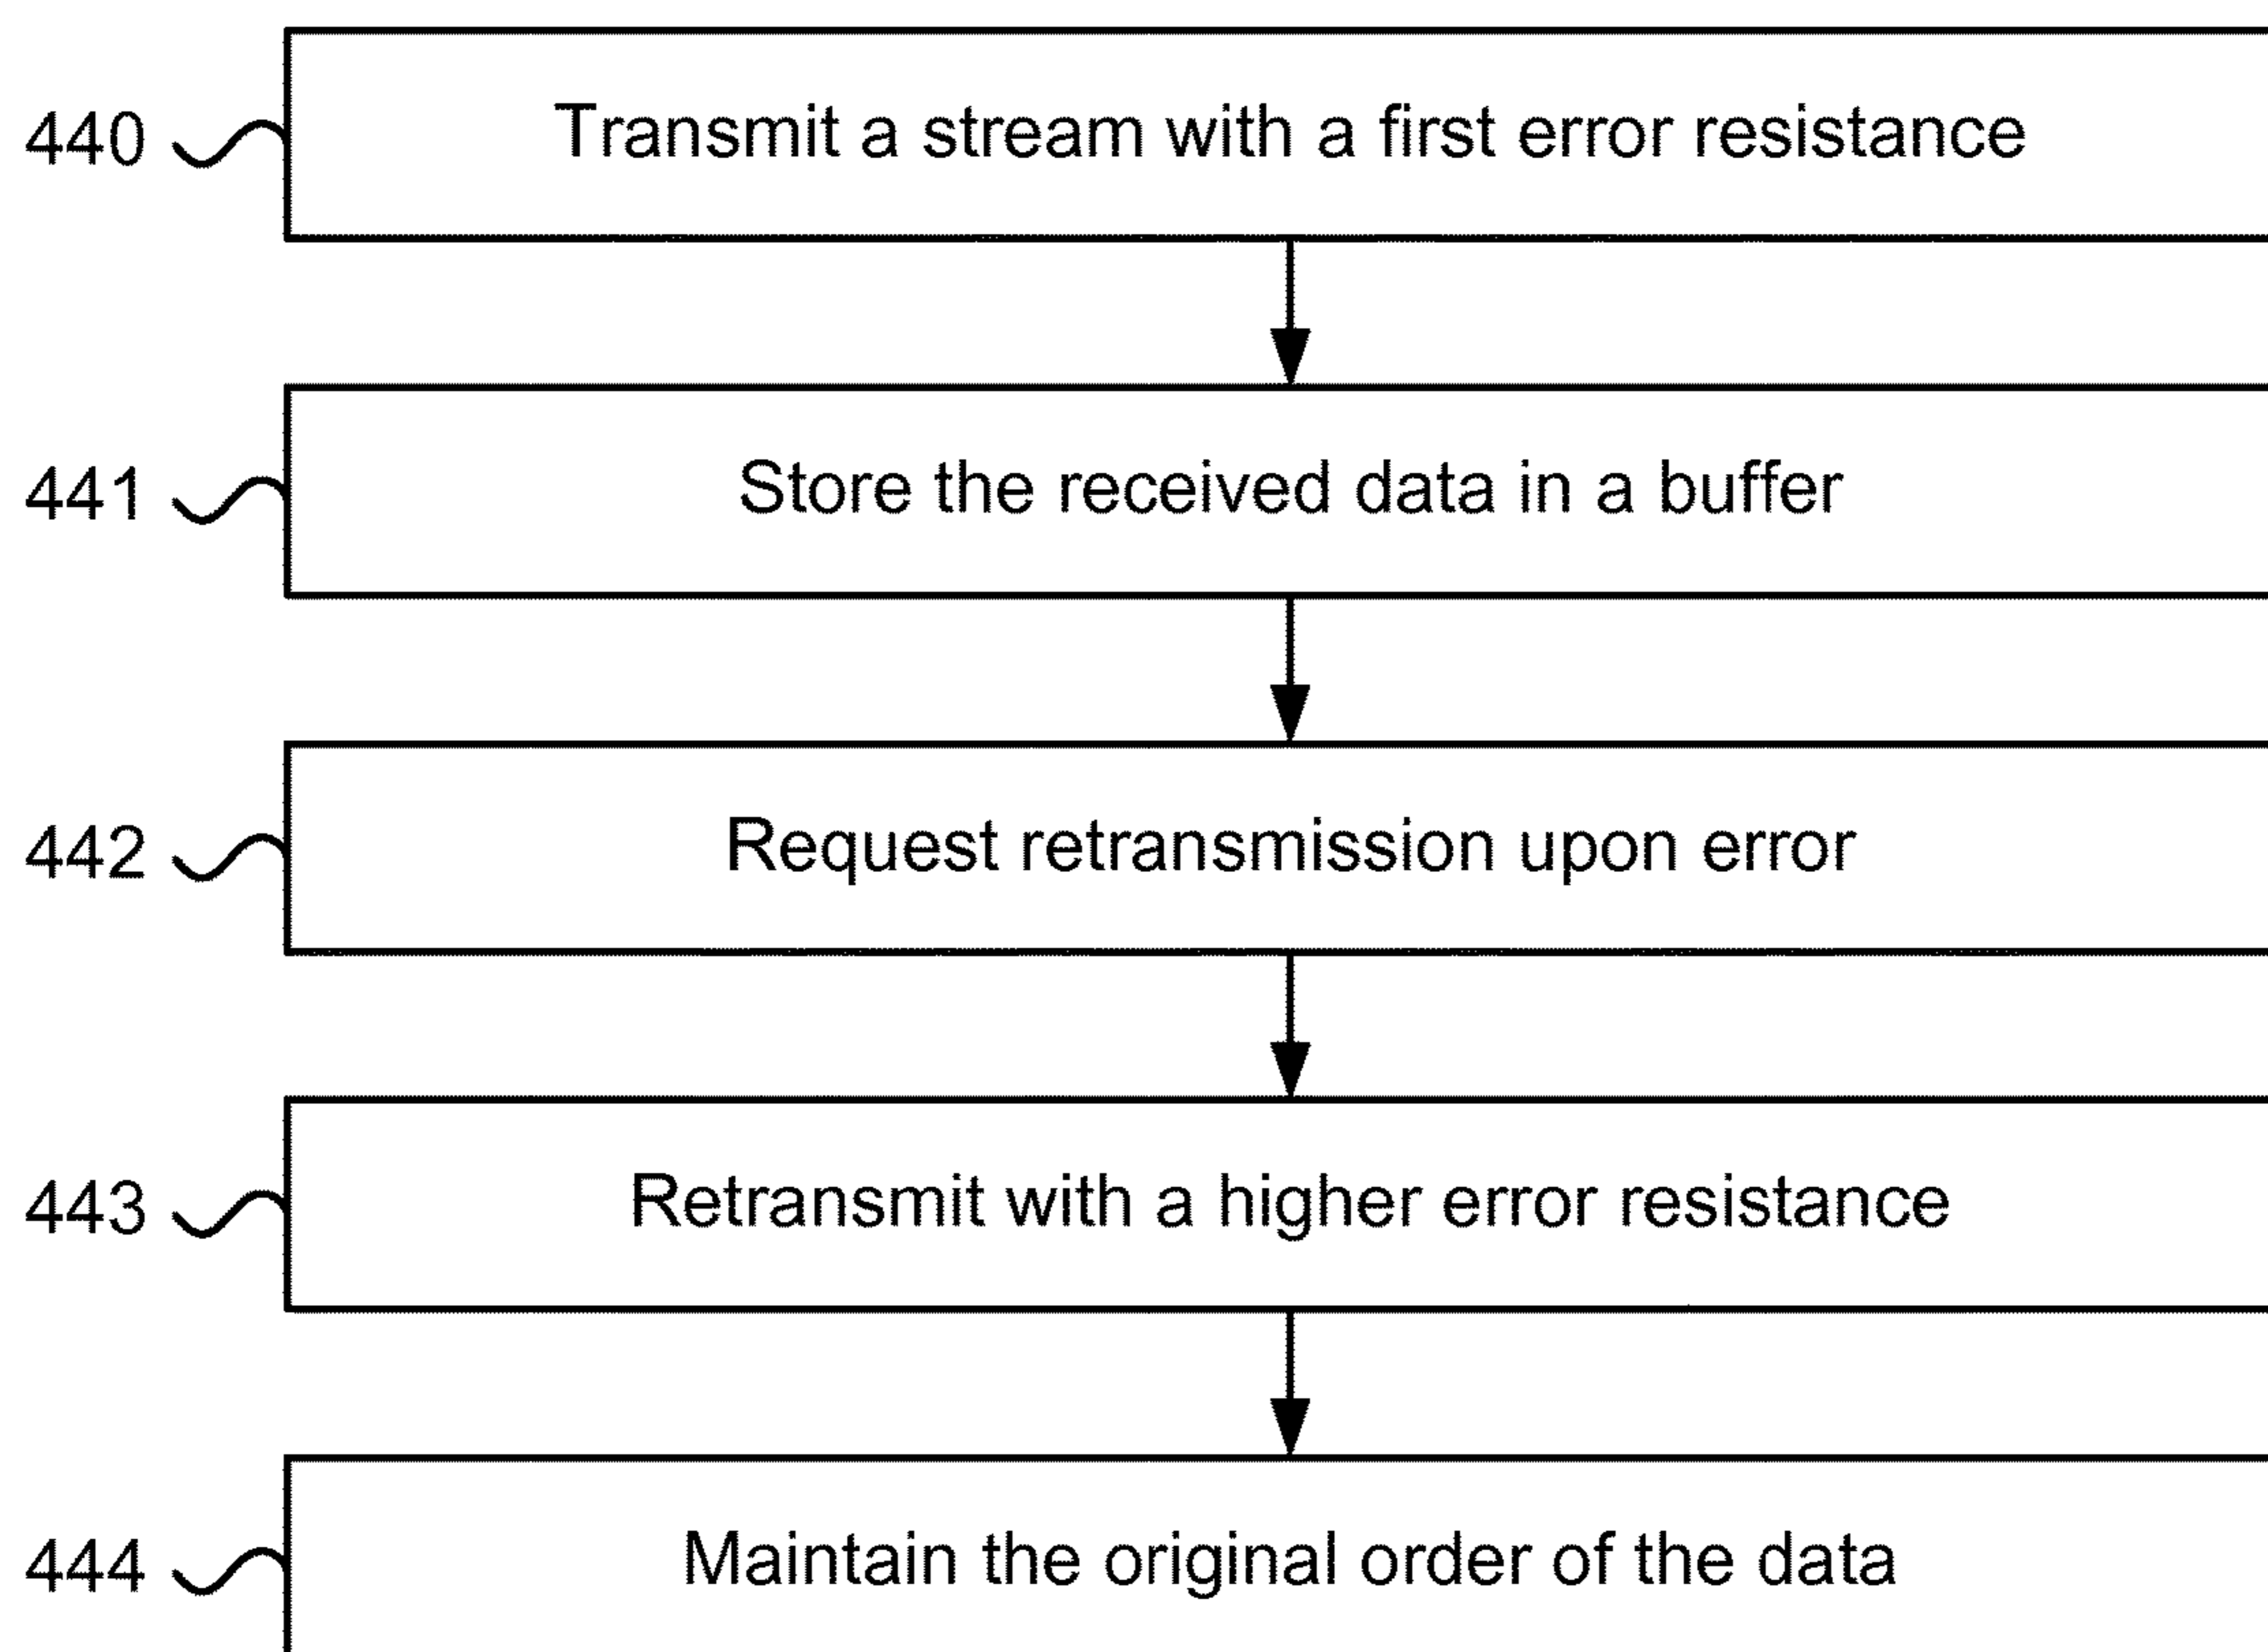 440 Transmit a stream with a first error resistance
441 Store the received data in a buffer
442 Request retransmission upon error
443 Retransmit with a higher error resistance
444 Maintain the original order of the data